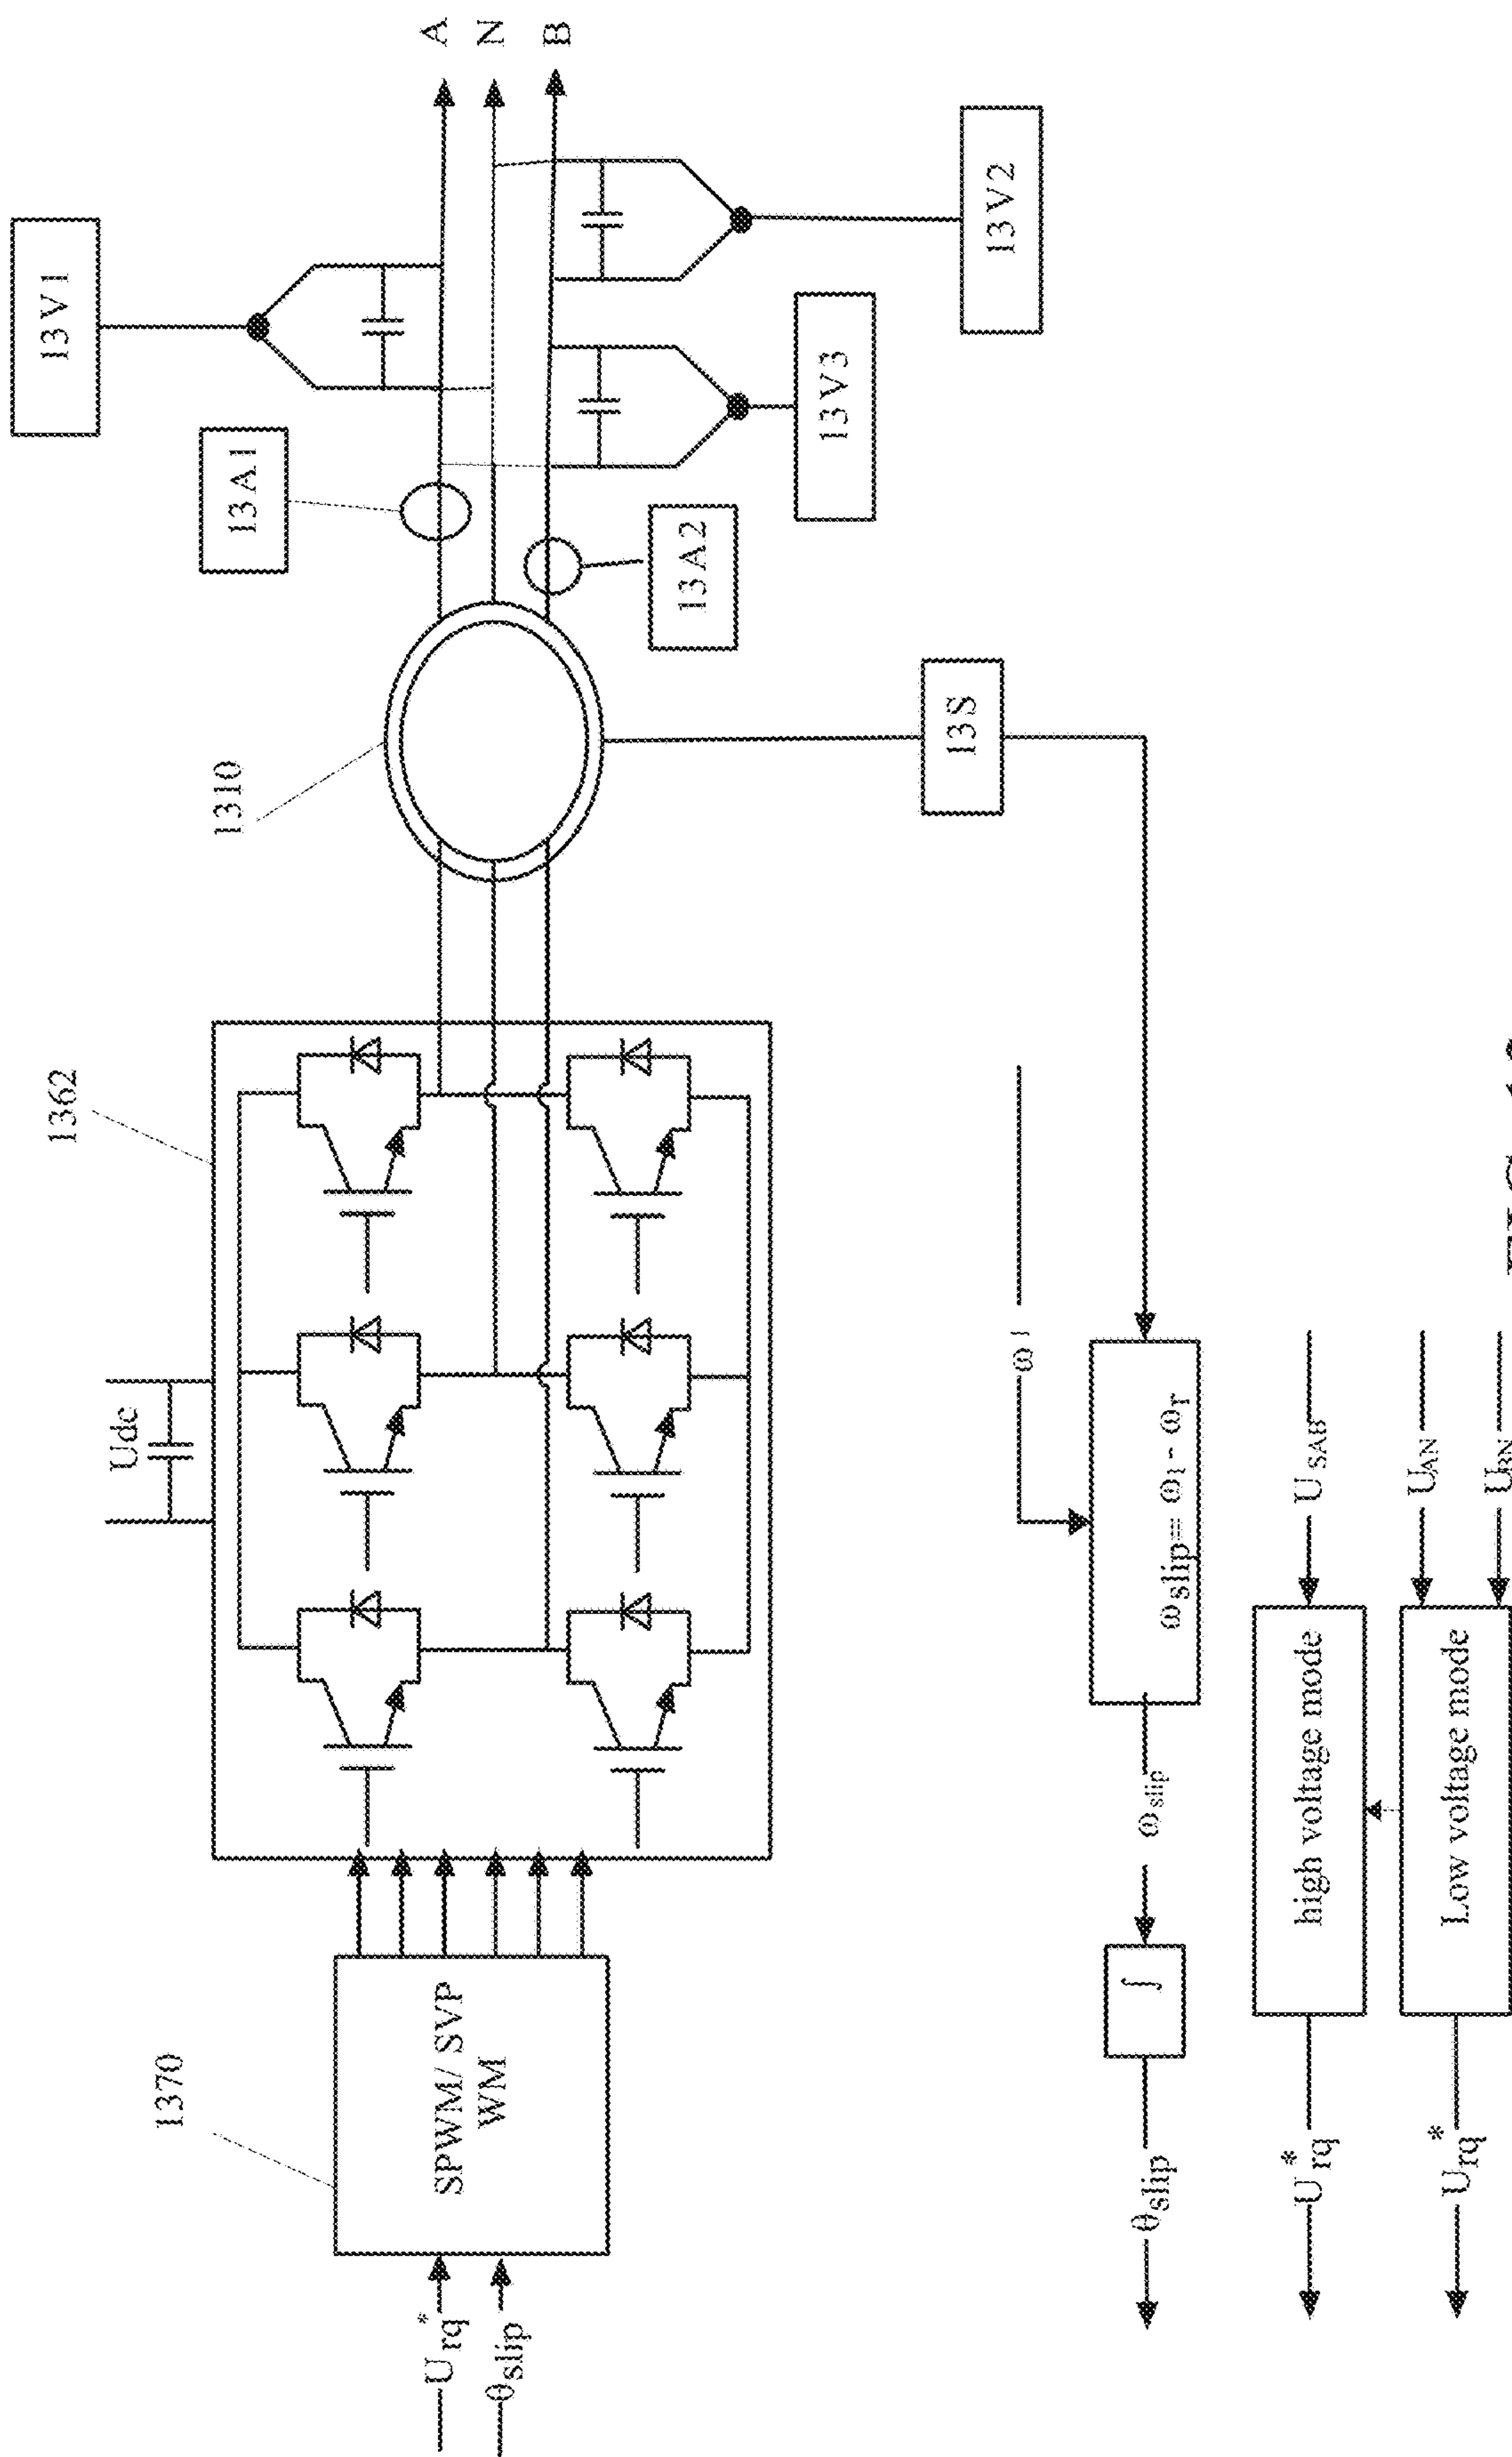 A
N
B
13V1
13A1
13A2
13V3
13V2
1310
13S
1362
Udc
1370
SPWM/ SVP
WM
U rq *
θslip
ω1
ωslip= ω1 - ωr
ωslip
∫
θslip
USAB
high voltage mode
U rq *
UAN
UBN
Low voltage mode
U rq *